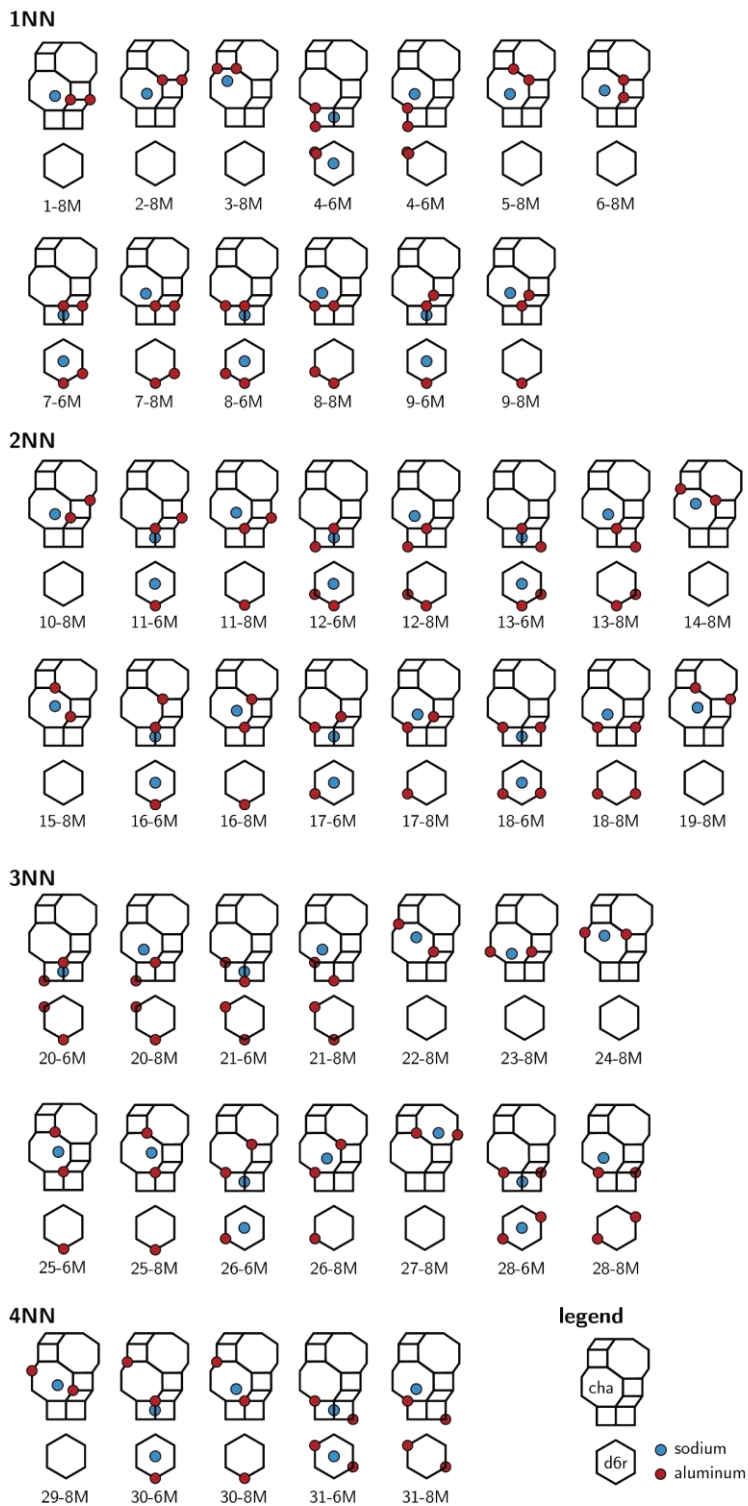 1NN
1-8M 2-8M 3-8M 4-6M 4-6M 5-8M 6-8M
7-6M 7-8M 8-6M 8-8M 9-6M 9-8M
2NN
10-8M 11-6M 11-8M 12-6M 12-8M 13-6M 13-8M 14-8M
15-8M 16-6M 16-8M 17-6M 17-8M 18-6M 18-8M 19-8M
3NN
20-6M 20-8M 21-6M 21-8M 22-8M 23-8M 24-8M
25-6M 25-8M 26-6M 26-8M 27-8M 28-6M 28-8M
4NN
29-8M 30-6M 30-8M 31-6M 31-8M
legend
cha
d6r
sodium
aluminum